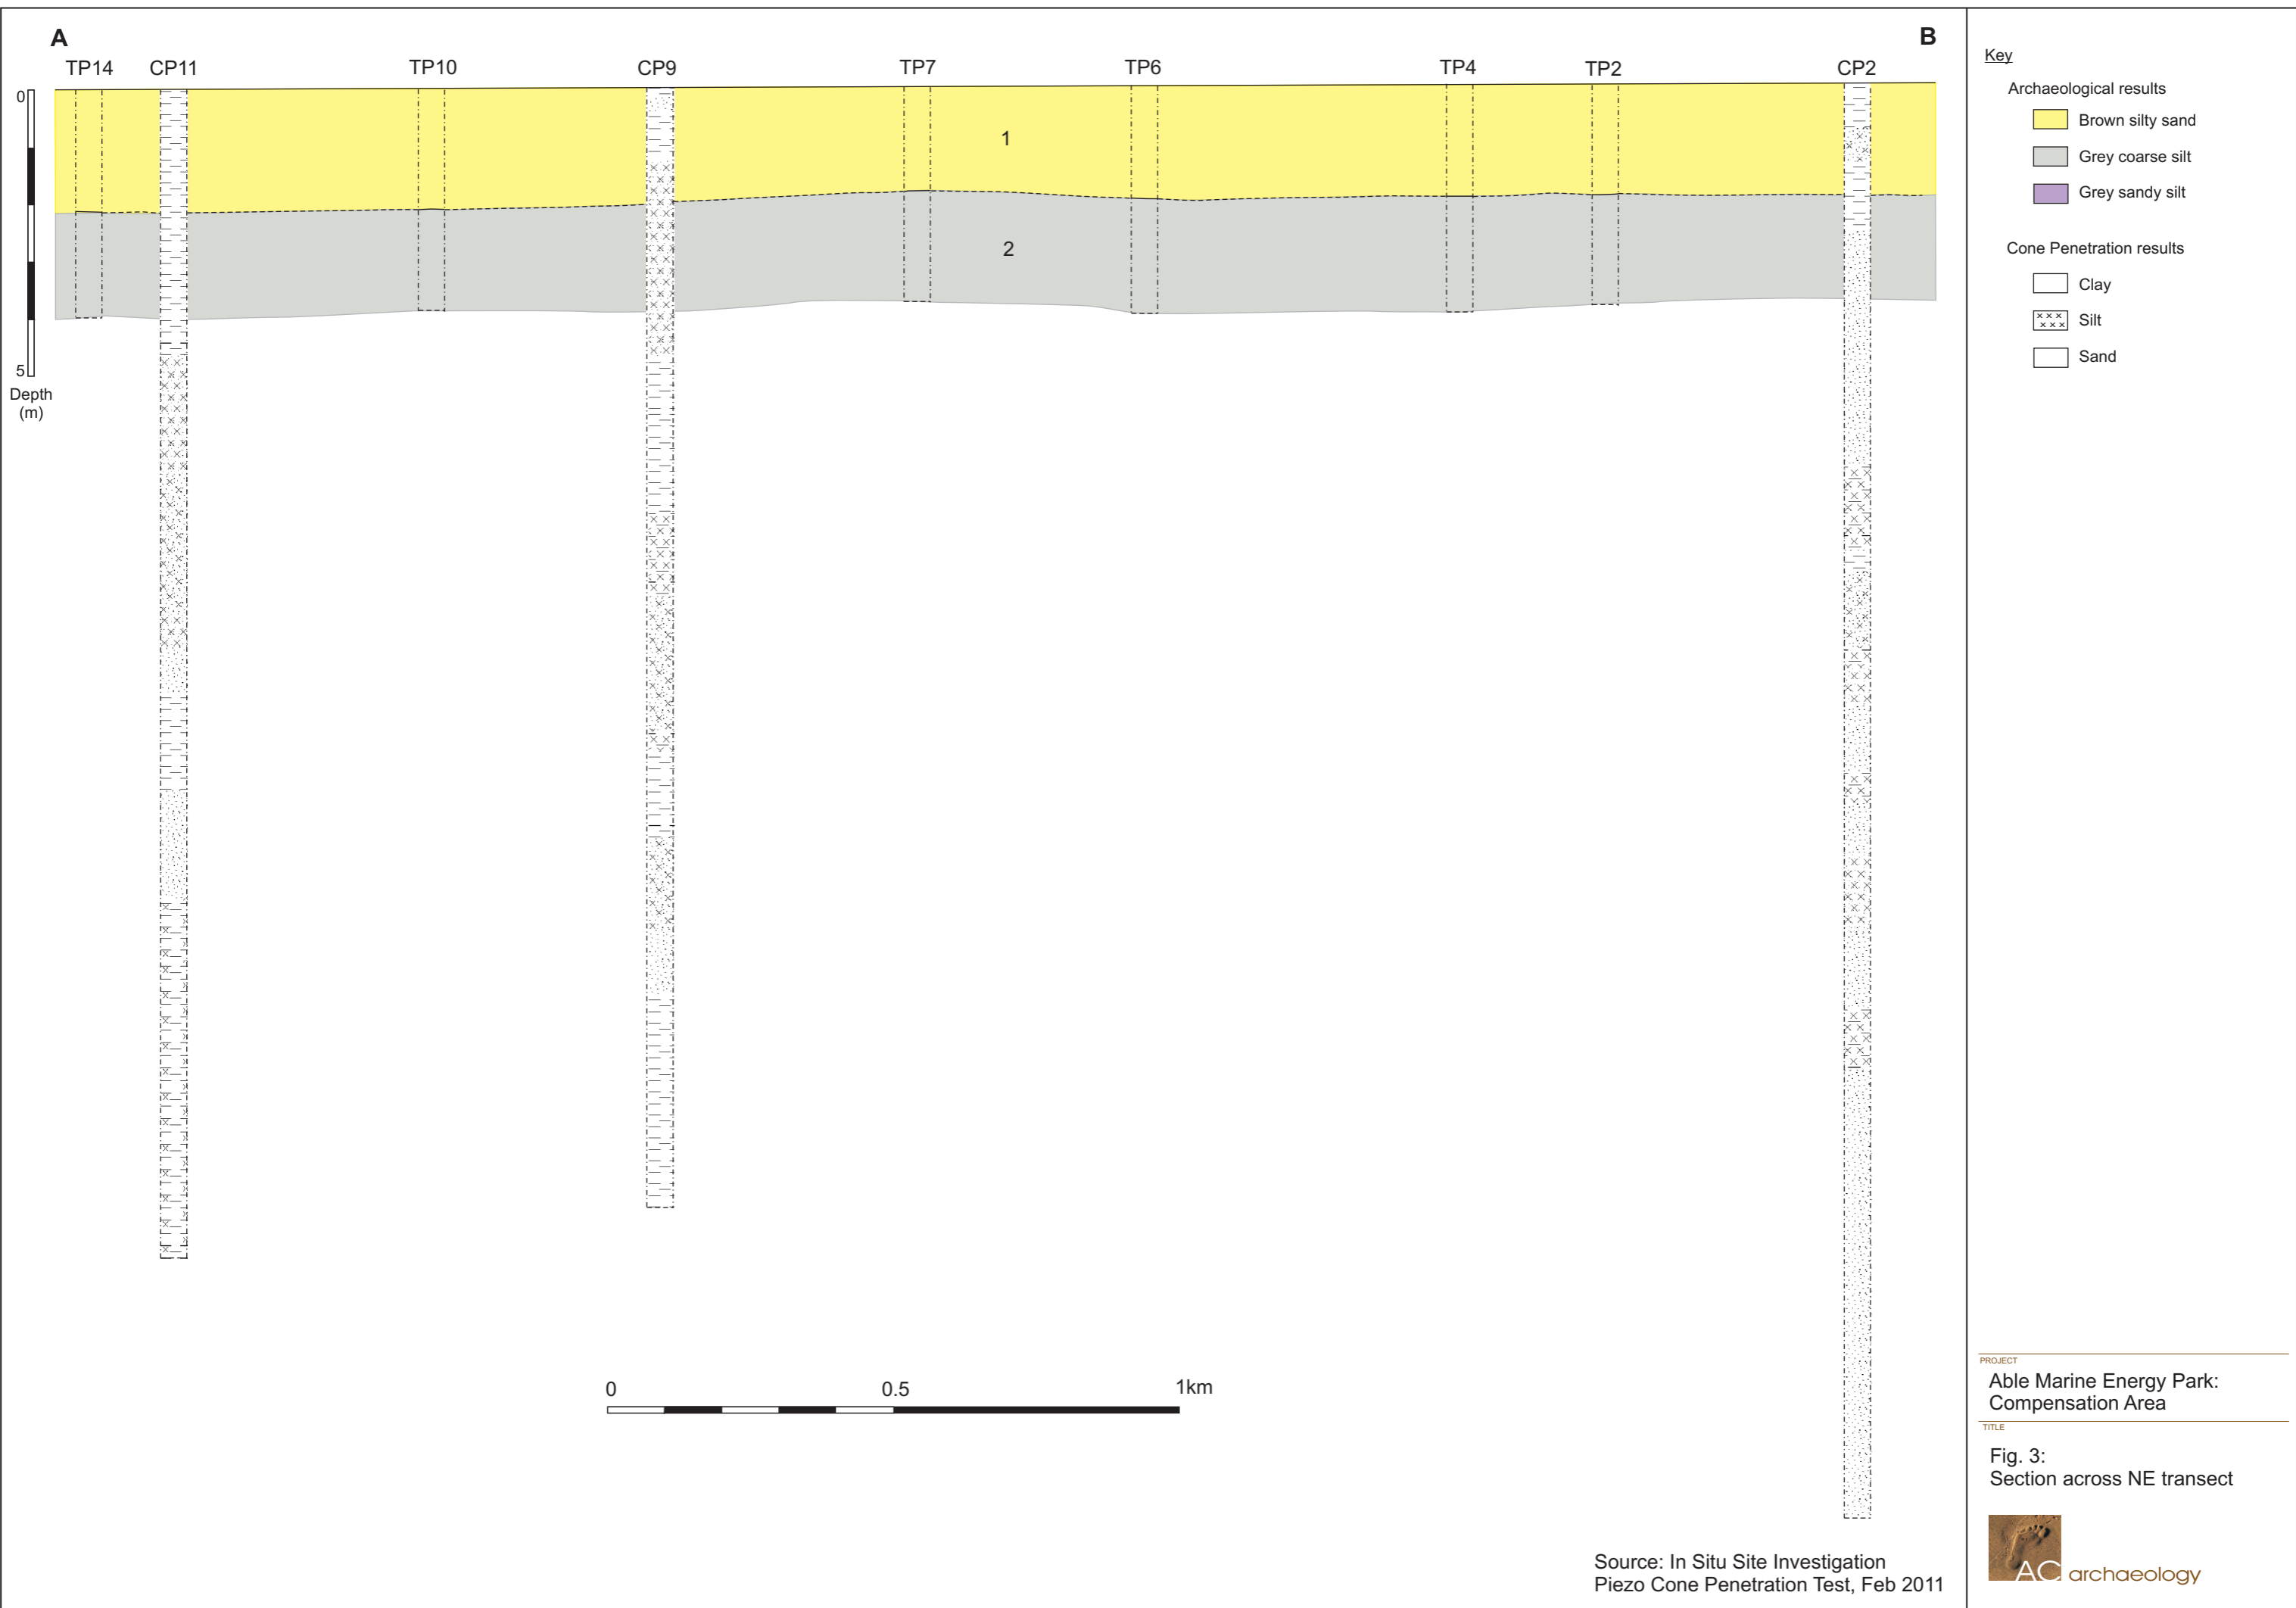 A
B
TP14 CP11 TP10 CP9 TP7 TP6 TP4 TP2 CP2
0
1
2
5
Depth
(m)
0 0.5 1km
Source: In Situ Site Investigation
Piezo Cone Penetration Test, Feb 2011
Key
Archaeological results
Brown silty sand
Grey coarse silt
Grey sandy silt
Cone Penetration results
Clay
Silt
Sand
PROJECT
Able Marine Energy Park:
Compensation Area
TITLE
Fig. 3:
Section across NE transect
AC archaeology